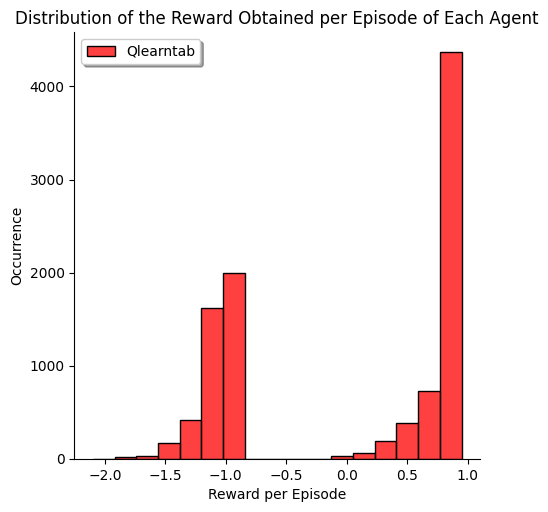 Distribution of the Reward Obtained per Episode of Each Agent
Qlearntab
4000
3000
2000
1000
0
Occurrence
−2.0 −1.5 −1.0 −0.5 0.0 0.5 1.0
Reward per Episode